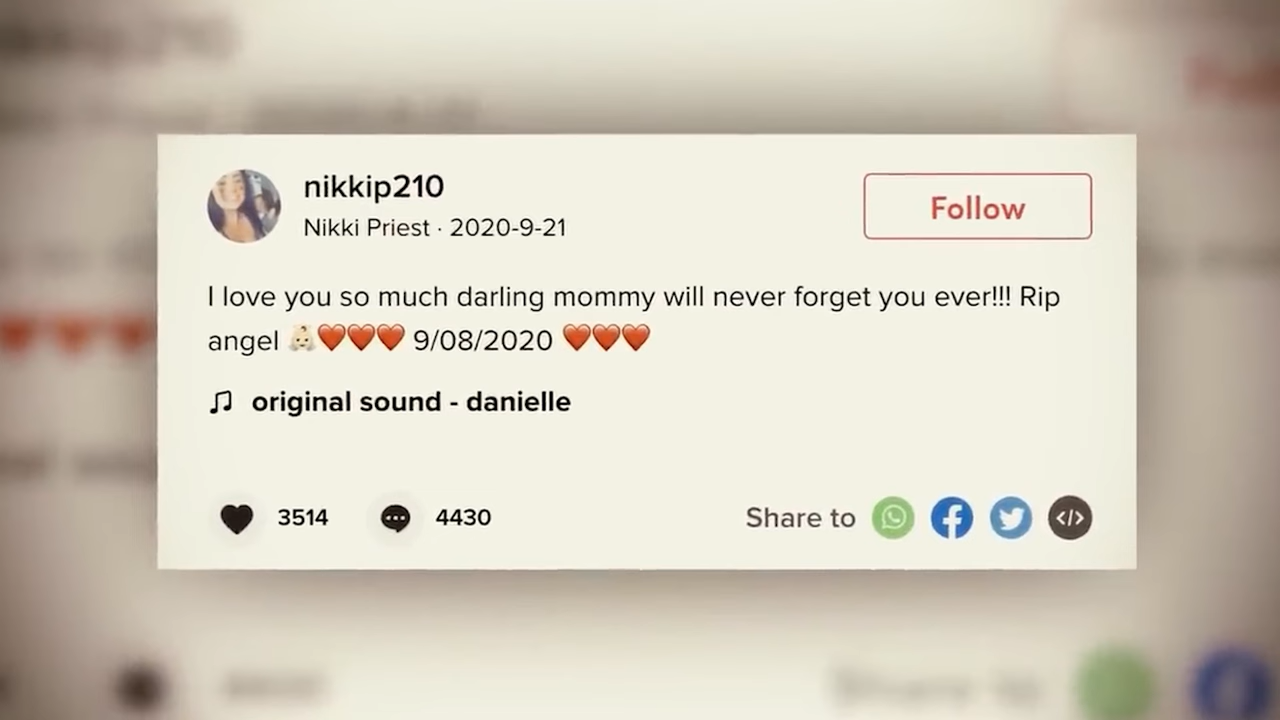 nikkip210
Nikki Priest · 2020-9-21
Follow
I love you so much darling mommy will never forget you ever!!! Rip
angel 👼🏻❤️❤️❤️ 9/08/2020 ❤️❤️❤️
original sound - danielle
3514
4430
Share to